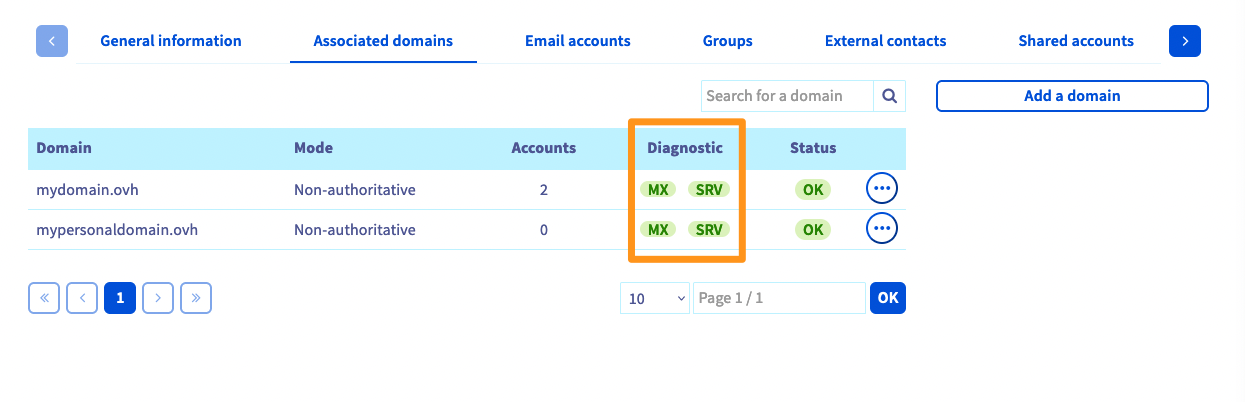 General information Associated domains Email accounts Groups External contacts Shared accounts
Search for a domain Add a domain
Domain Mode Accounts Diagnostic Status
mydomain.ovh Non-authoritative 2 MX SRV OK
mypersonaldomain.ovh Non-authoritative 0 MX SRV OK
« ‹ 1 › » 10 Page 1 / 1 OK